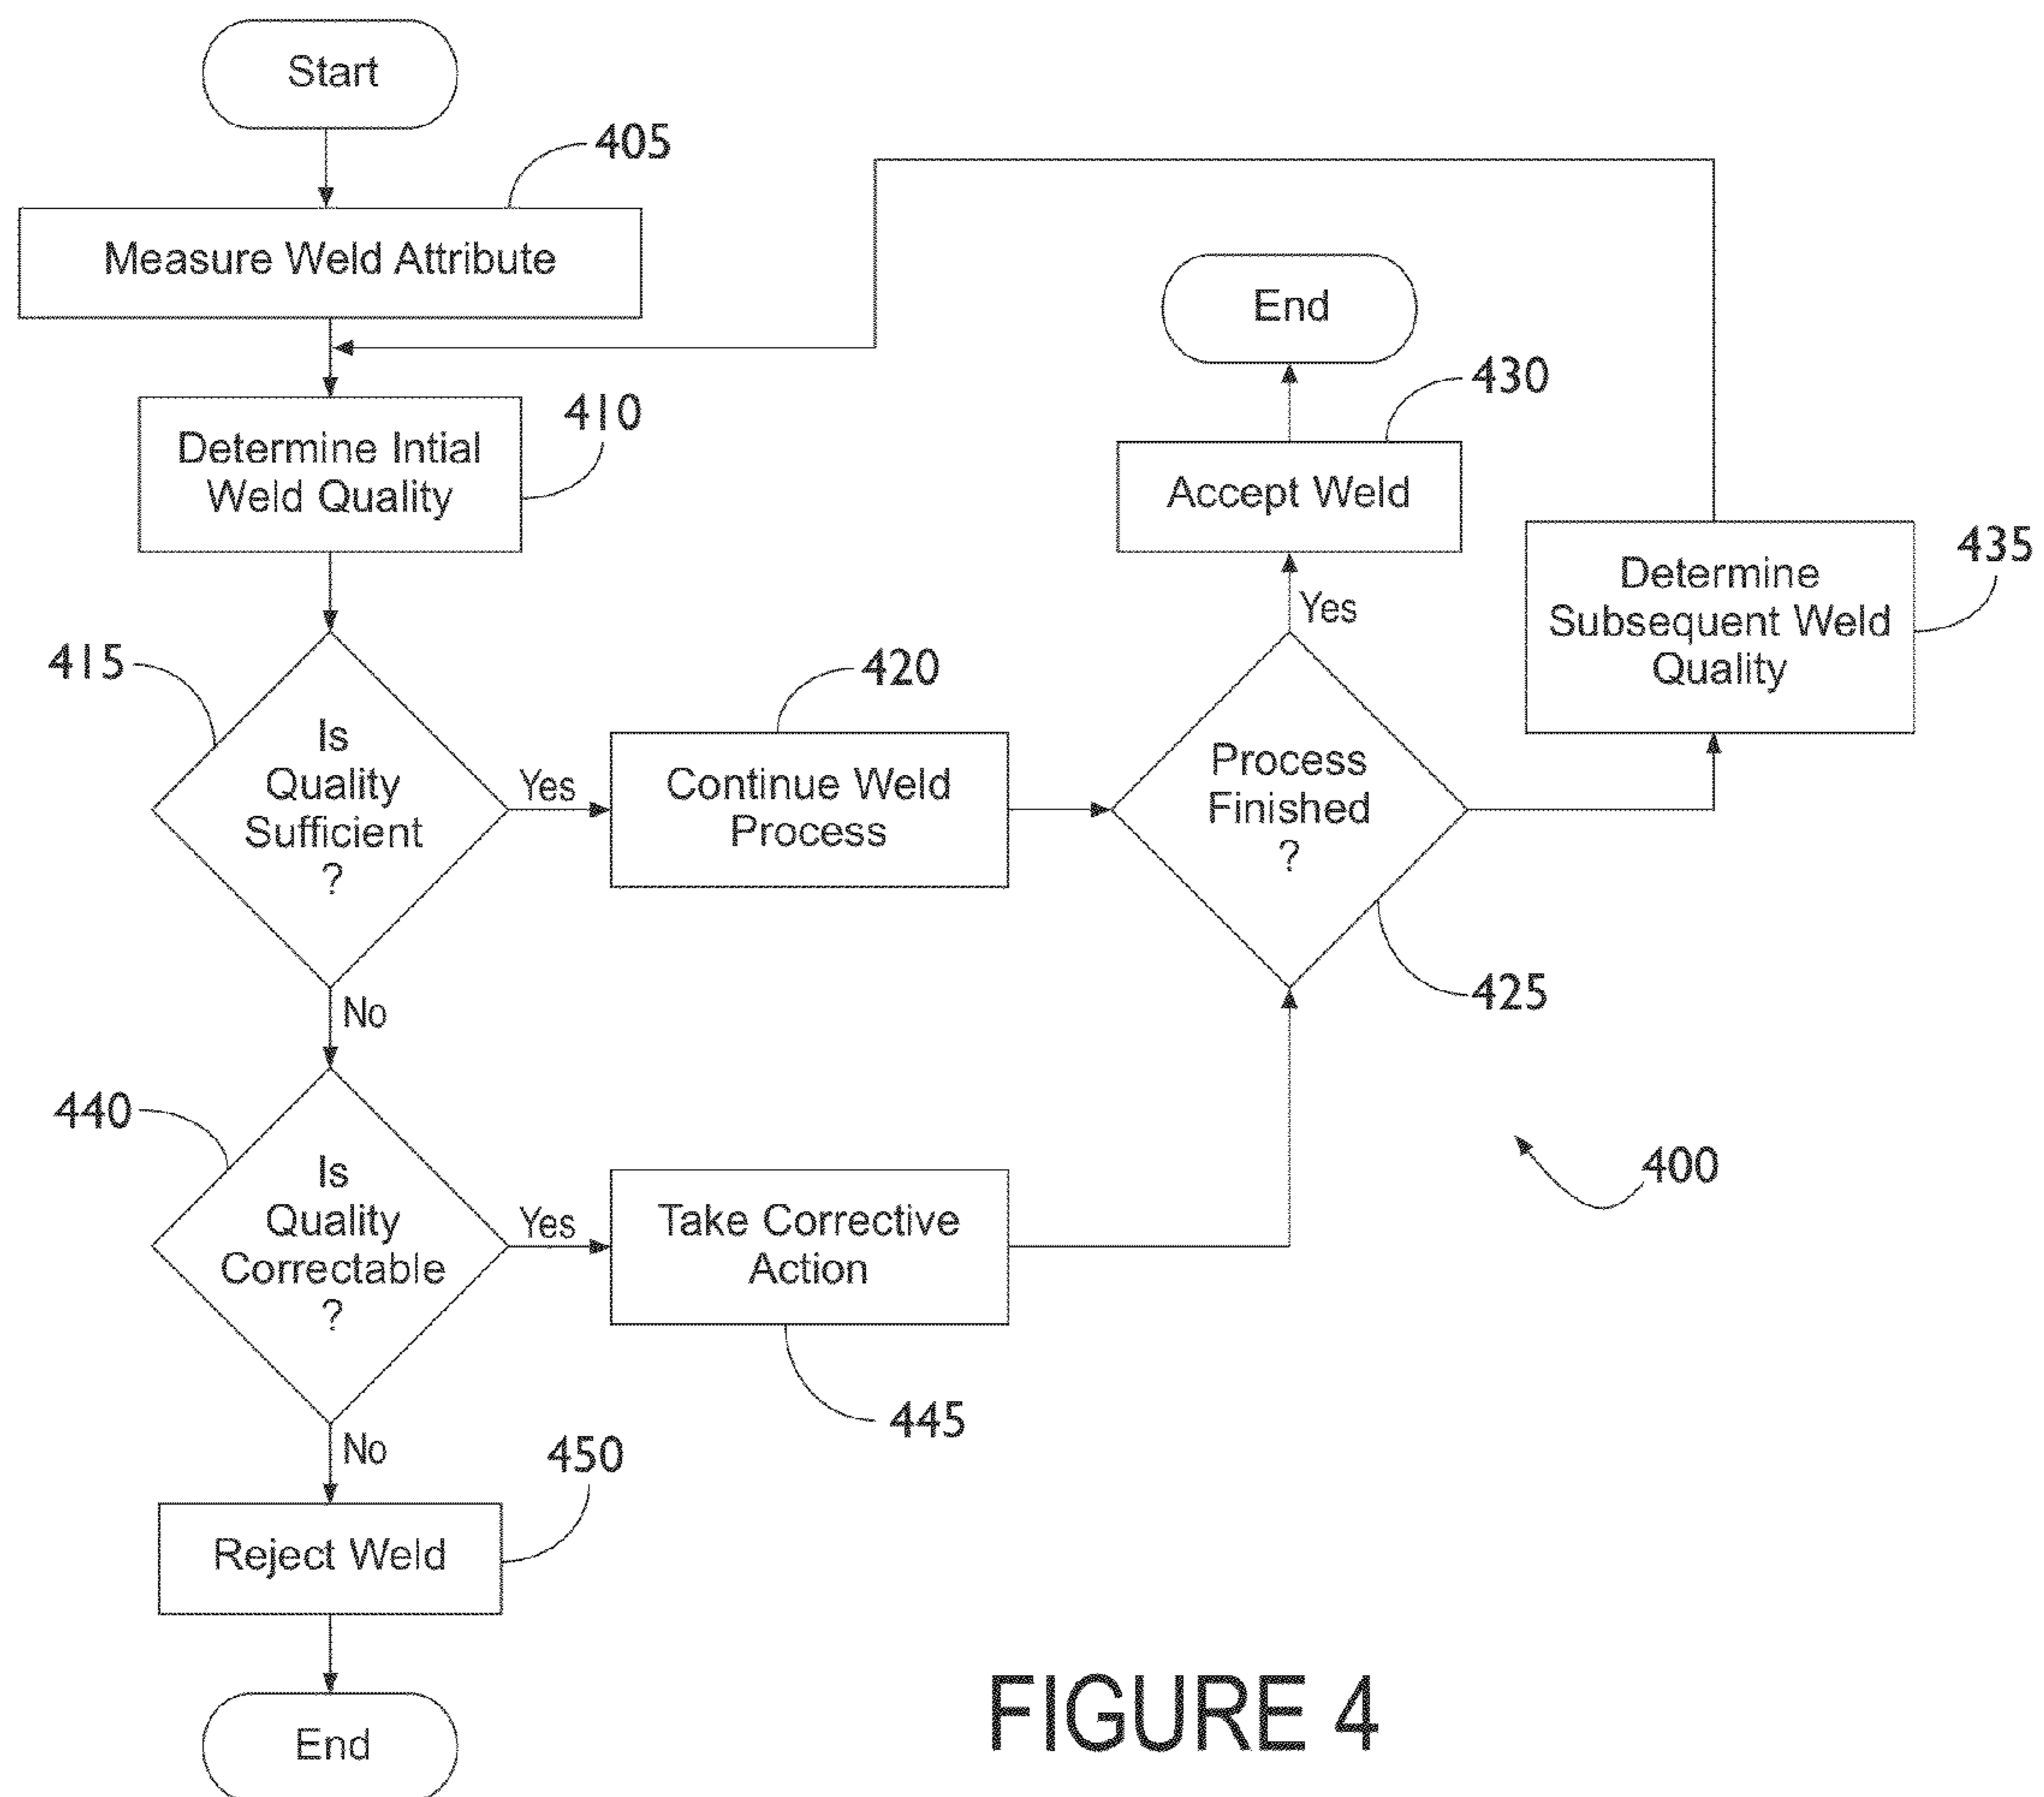 Start
405
Measure Weld Attribute
End
430
410
Determine Intial
Weld Quality
Accept Weld
435
Determine
Subsequent Weld
Quality
Yes
415
420
Is
Quality
Sufficient
?
Yes
Continue Weld
Process
Process
Finished
?
425
No
440
400
Is
Quality
Correctable
?
Yes
Take Corrective
Action
445
No
450
Reject Weld
End
FIGURE 4